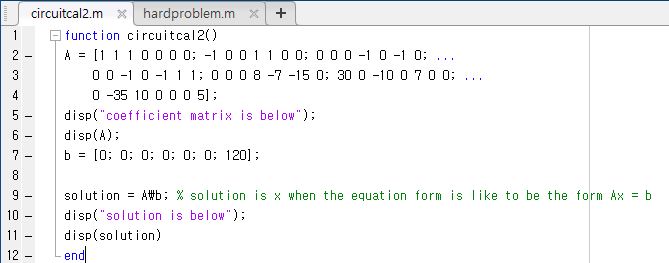 circuitcal2.m × hardproblem.m × +
1 function circuitcal2()
2 – A = [1 1 1 0 0 0 0; -1 0 0 1 1 0 0; 0 0 0 -1 0 -1 0; ...
3 0 0 -1 0 -1 1 1; 0 0 0 8 -7 -15 0; 30 0 -10 0 7 0 0; ...
4 0 -35 10 0 0 0 5];
5 – disp("coefficient matrix is below");
6 – disp(A);
7 – b = [0; 0; 0; 0; 0; 0; 120];
8
9 – solution = A₩b; % solution is x when the equation form is like to be the form Ax = b
10 – disp("solution is below");
11 – disp(solution)
12 – end